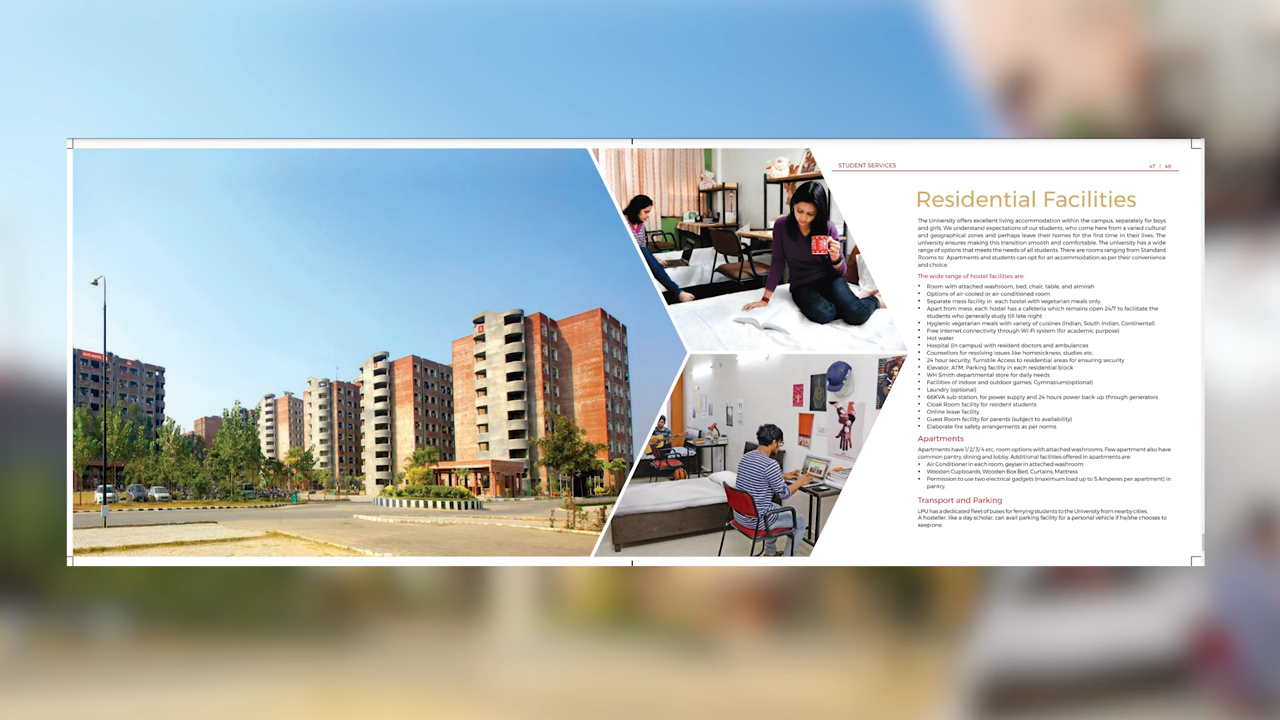 STUDENT SERVICES
47 | 48
Residential Facilities
The University offers excellent living accommodation within the campus, separately for boys
and girls. We understand expectations of our students, who come here from a varied cultural
and geographical zones and perhaps leave their homes for the first time in their lives. The
university ensures making this transition smooth and comfortable. The university has a wide
range of options that meets the needs of all students. There are rooms ranging from Standard
Rooms to Apartments and students can opt for an accommodation as per their convenience
and choice.
The wide range of hostel facilities are:
• Room with attached washroom, bed, chair, table, and almirah
• Options of air-cooled or air-conditioned room
• Separate mess facility in each hostel with vegetarian meals only.
• Apart from mess, each hostel has a cafeteria which remains open 24/7 to facilitate the
students who generally study till late night
• Hygienic vegetarian meals with variety of cuisines (Indian, South Indian, Continental)
• Free internet connectivity through Wi-Fi system (for academic purpose)
• Hot water
• Hospital (in campus) with resident doctors and ambulances
• Counsellors for resolving issues like homesickness, studies etc.
• 24 hour security, Turnstile Access to residential areas for ensuring security
• Elevator, ATM, Parking facility in each residential block
• WH Smith departmental store for daily needs
• Facilities of indoor and outdoor games; Gymnasium(optional)
• Laundry (optional)
• 66KVA sub-station, for power supply and 24 hours power back-up through generators
• Cloak Room facility for resident students
• Online leave facility
• Guest Room facility for parents (subject to availability)
• Elaborate fire safety arrangements as per norms
Apartments
Apartments have 1/2/3/4 etc. room options with attached washrooms. Few apartment also have
common pantry, dining and lobby. Additional facilities offered in apartments are:
• Air Conditioner in each room, geyser in attached washroom
• Wooden Cupboards, Wooden Box Bed, Curtains, Mattress
• Permission to use two electrical gadgets (maximum load up to 5 Amperes per apartment) in
pantry.
Transport and Parking
LPU has a dedicated fleet of buses for ferrying students to the University from nearby cities.
A hosteller, like a day scholar, can avail parking facility for a personal vehicle if he/she chooses to
keep one.